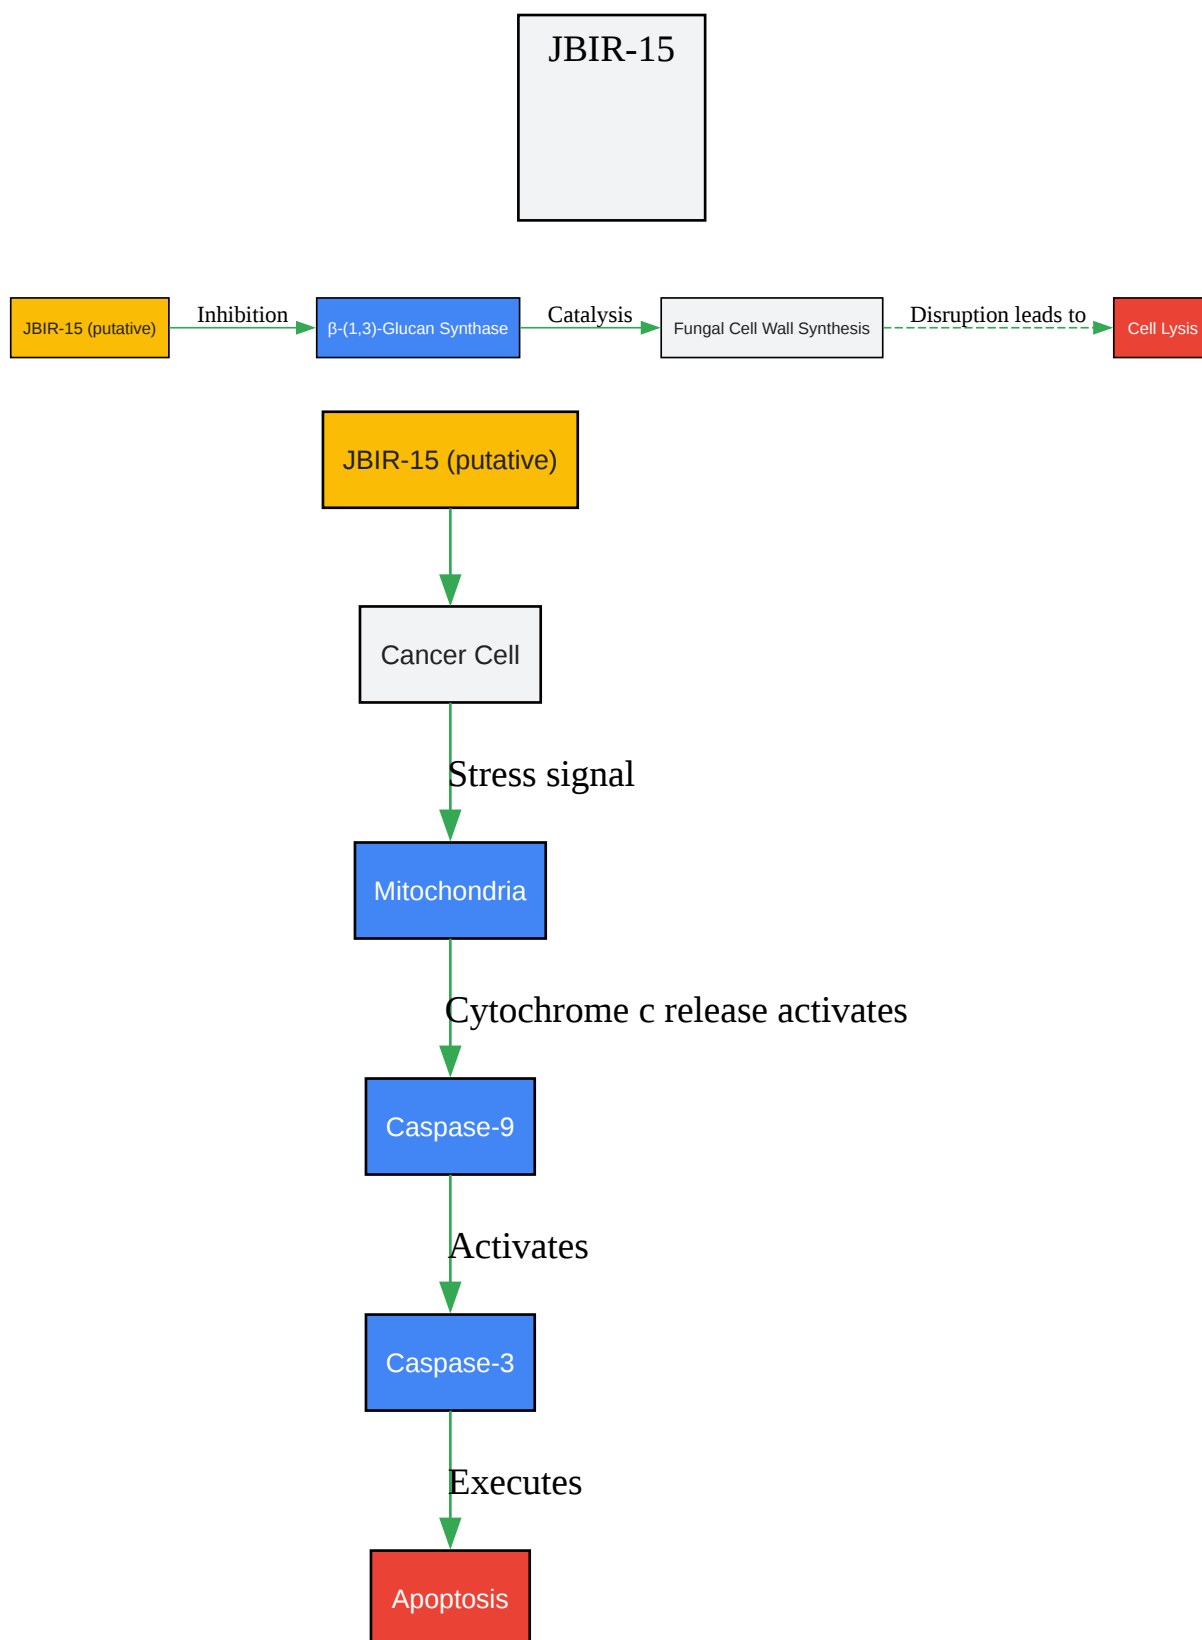 JBIR-15
JBIR-15 (putative)
Inhibition
β-(1,3)-Glucan Synthase
Catalysis
Fungal Cell Wall Synthesis
Disruption leads to
Cell Lysis
JBIR-15 (putative)
Cancer Cell
Stress signal
Mitochondria
Cytochrome c release activates
Caspase-9
Activates
Caspase-3
Executes
Apoptosis